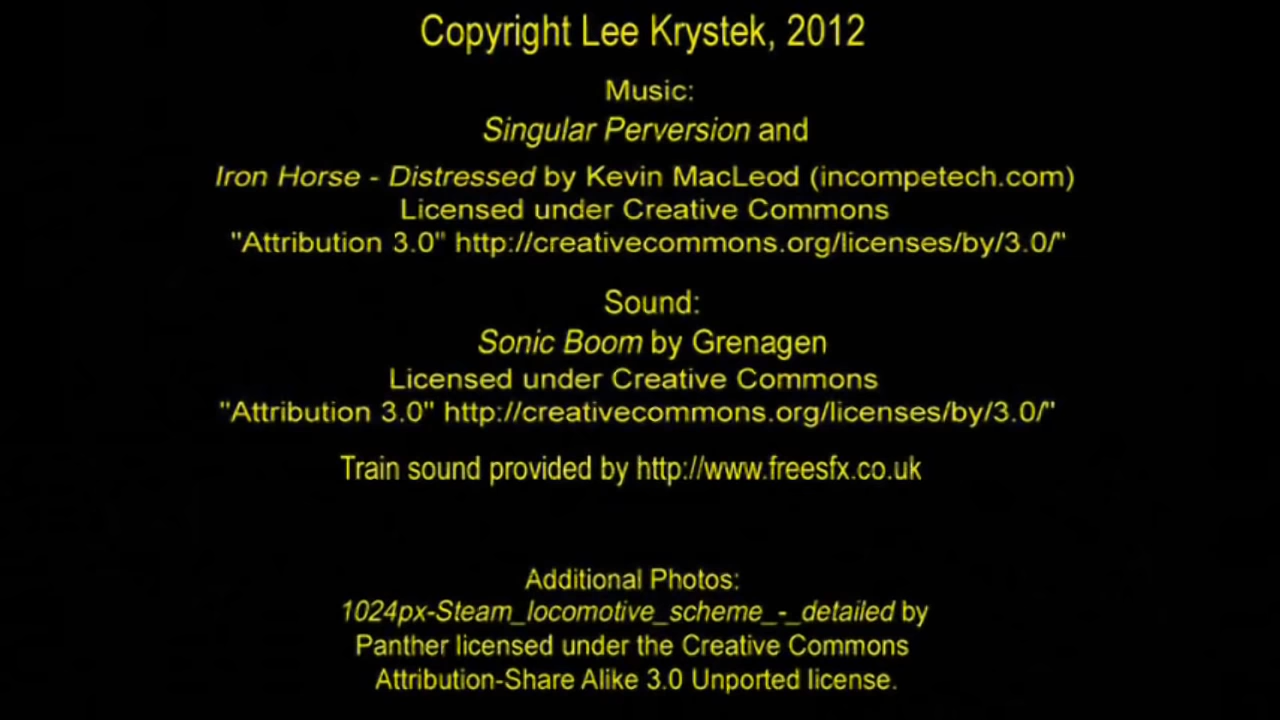 Copyright Lee Krystek, 2012
Music:
Singular Perversion and
Iron Horse - Distressed by Kevin MacLeod (incompetech.com)
Licensed under Creative Commons
"Attribution 3.0" http://creativecommons.org/licenses/by/3.0/"
Sound:
Sonic Boom by Grenagen
Licensed under Creative Commons
"Attribution 3.0" http://creativecommons.org/licenses/by/3.0/"
Train sound provided by http://www.freesfx.co.uk
Additional Photos:
1024px-Steam_locomotive_scheme_-_detailed by
Panther licensed under the Creative Commons
Attribution-Share Alike 3.0 Unported license.